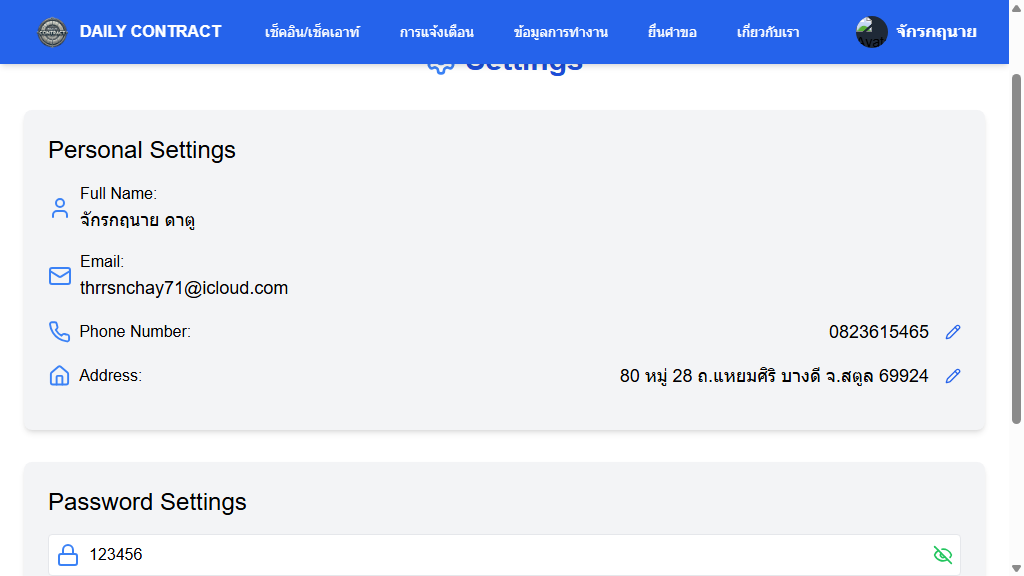 DAILY CONTRACT
เช็คอิน/เช็คเอาท์
การแจ้งเตือน
ข้อมูลการทำงาน
ยื่นคำขอ
เกี่ยวกับเรา
จักรกฤนาย
Settings
Personal Settings
Full Name:
จักรกฤนาย ดาตู
Email:
thrrsnchay71@icloud.com
Phone Number: 0823615465
Address: 80 หมู่ 28 ถ.แหยมศิริ บางดี จ.สตูล 69924
Password Settings
123456